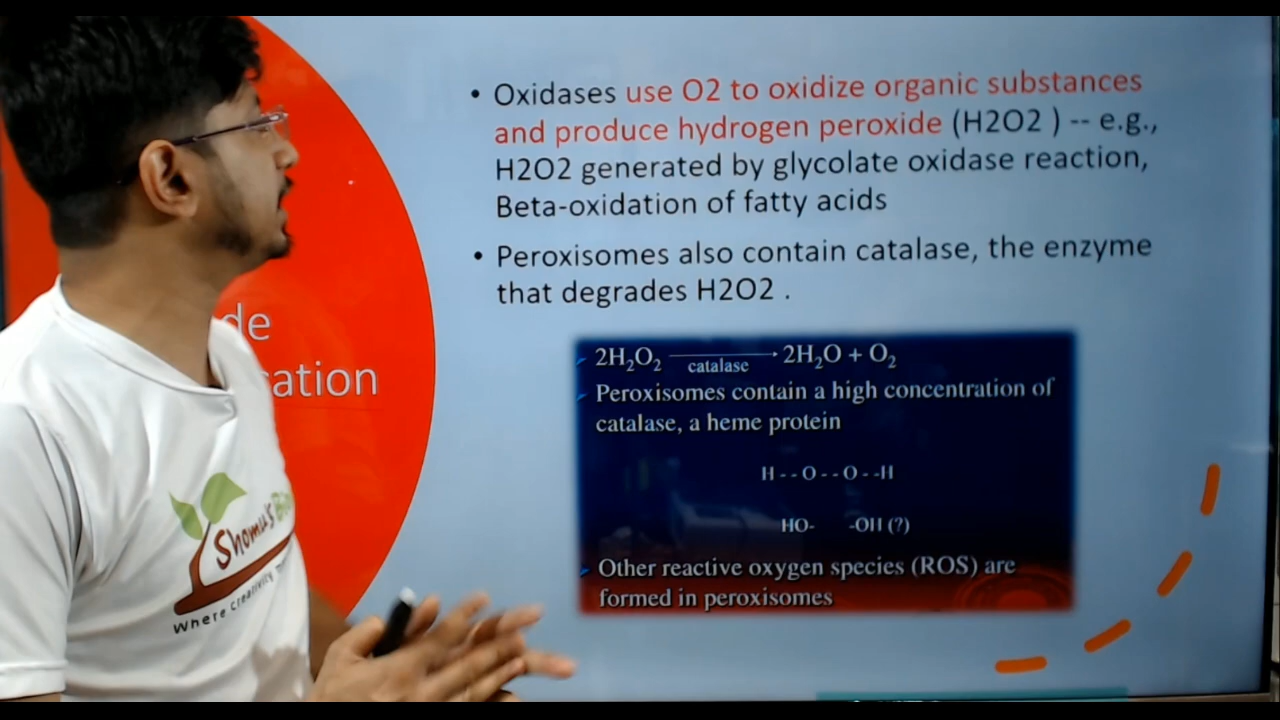 • Oxidases use O2 to oxidize organic substances
and produce hydrogen peroxide (H2O2 ) -- e.g.,
H2O2 generated by glycolate oxidase reaction,
Beta-oxidation of fatty acids
• Peroxisomes also contain catalase, the enzyme
that degrades H2O2 .
2H₂O₂ catalase 2H₂O + O₂
Peroxisomes contain a high concentration of
catalase, a heme protein
H - - O - - O - -H
HO- -OH (?)
Other reactive oxygen species (ROS) are
formed in peroxisomes
de
ation
Shomu's
Where creativity